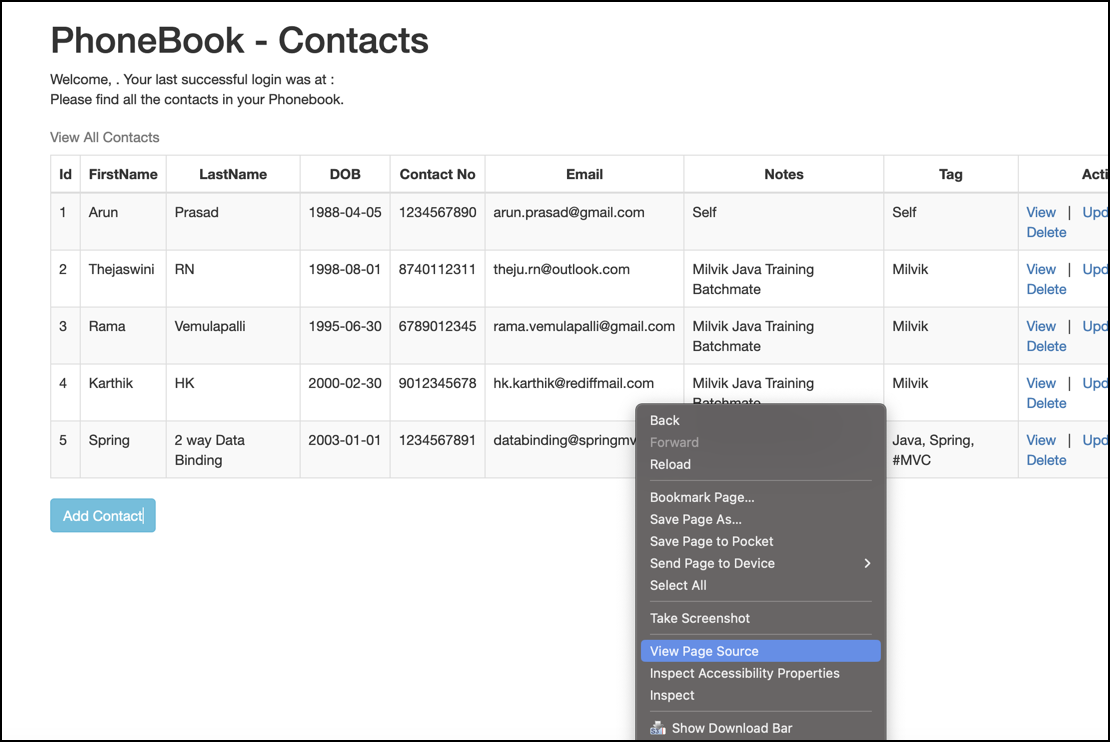 PhoneBook - Contacts
Welcome, . Your last successful login was at :
Please find all the contacts in your Phonebook.
View All Contacts
Id FirstName LastName DOB Contact No Email Notes Tag Acti
1 Arun Prasad 1988-04-05 1234567890 arun.prasad@gmail.com Self Self View | Upd
Delete
2 Thejaswini RN 1998-08-01 8740112311 theju.rn@outlook.com Milvik Java Training Milvik View | Upd
Batchmate Delete
3 Rama Vemulapalli 1995-06-30 6789012345 rama.vemulapalli@gmail.com Milvik Java Training Milvik View | Upd
Batchmate Delete
4 Karthik HK 2000-02-30 9012345678 hk.karthik@rediffmail.com Milvik Java Training Milvik View | Upd
Batchmate Delete
5 Spring 2 way Data 2003-01-01 1234567891 databinding@springmv Java, Spring, View | Upd
Binding #MVC Delete
Add Contact
Back
Forward
Reload
Bookmark Page...
Save Page As...
Save Page to Pocket
Send Page to Device
Select All
Take Screenshot
View Page Source
Inspect Accessibility Properties
Inspect
Show Download Bar